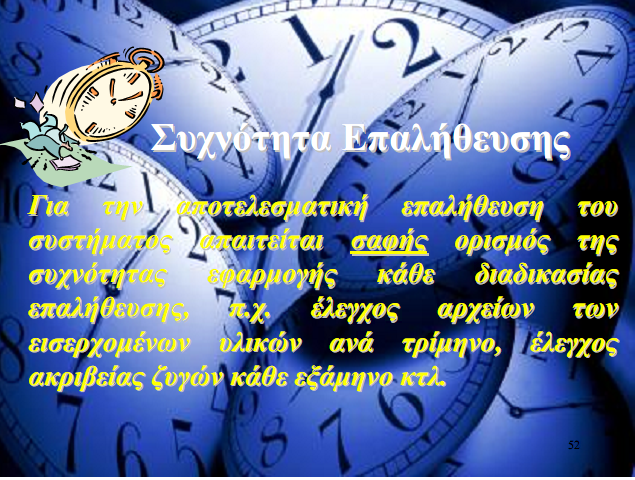 Συχνότητα Επαλήθευσης
Για την αποτελεσματική επαλήθευση του
συστήματος απαιτείται σαφής ορισμός της
συχνότητας εφαρμογής κάθε διαδικασίας
επαλήθευσης, π.χ. έλεγχος αρχείων των
εισερχομένων υλικών ανά τρίμηνο, έλεγχος
ακριβείας ζυγών κάθε εξάμηνο κτλ.
52